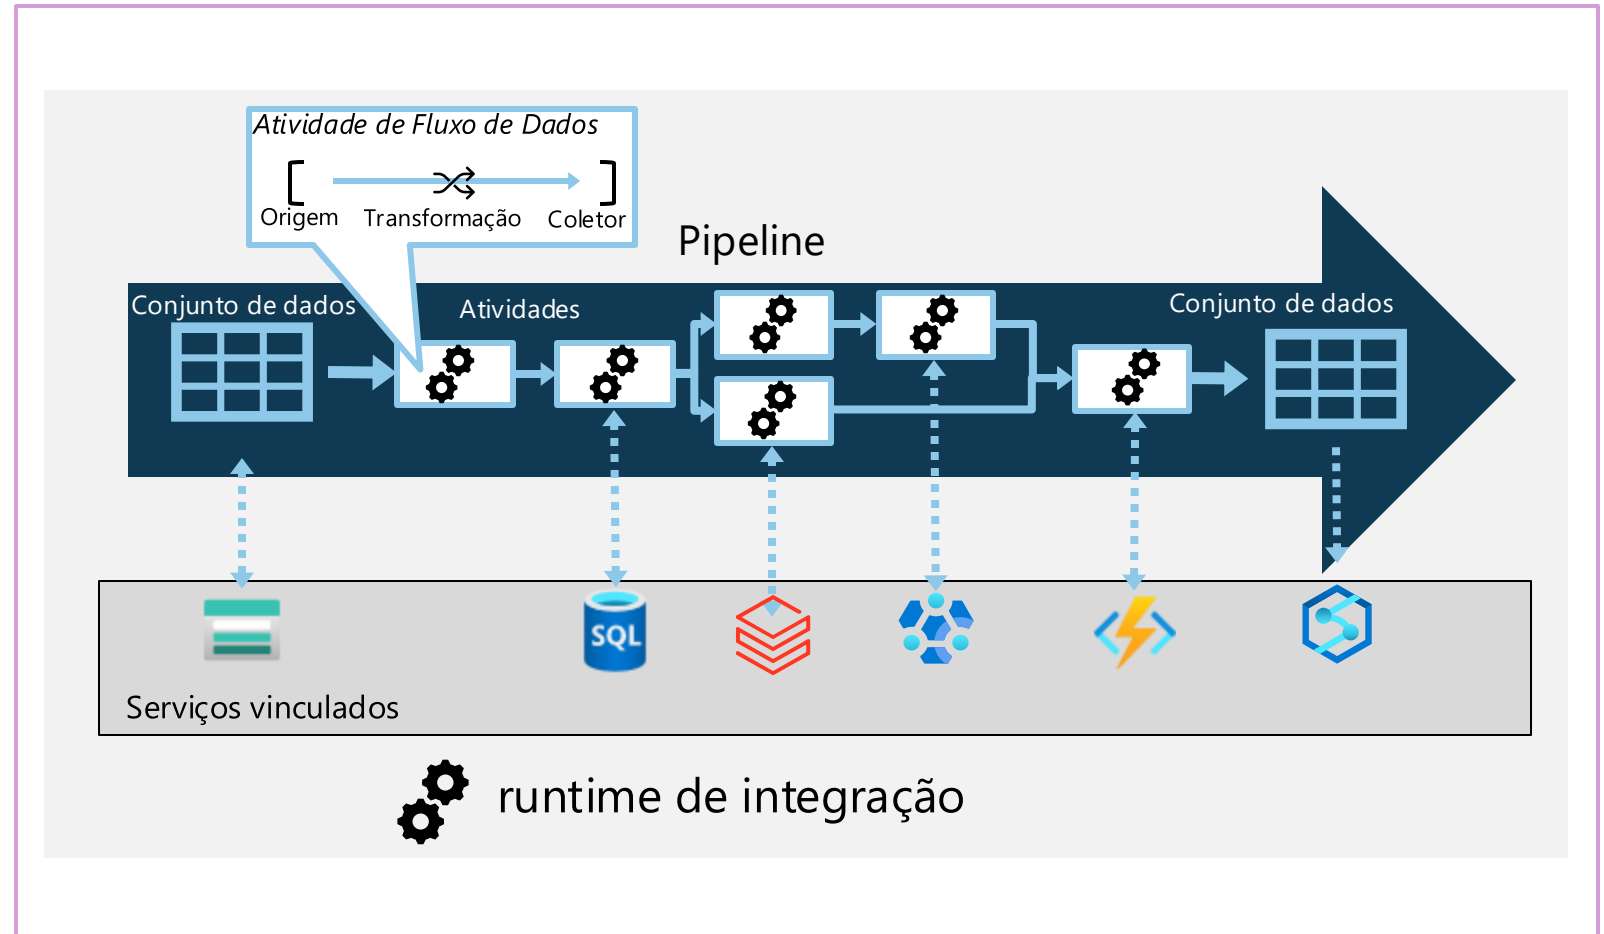 Atividade de Fluxo de Dados
Origem
Transformação
Coletor
Pipeline
Conjunto de dados
Atividades
Conjunto de dados
SQL
Serviços vinculados
runtime de integração